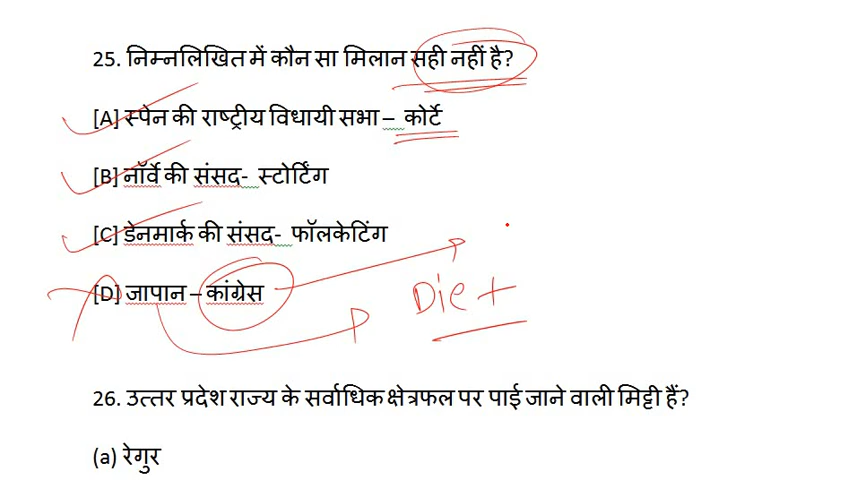 25. निम्नलिखित में कौन सा मिलान सही नहीं है?
[A] स्पेन की राष्ट्रीय विधायी सभा – कोर्टे
[B] नॉर्वे की संसद- स्टोर्टिंग
[C] डेनमार्क की संसद- फॉलकेटिंग
[D] जापान – कांग्रेस
Diet
26. उत्तर प्रदेश राज्य के सर्वाधिक क्षेत्रफल पर पाई जाने वाली मिट्टी हैं?
(a) रेगुर